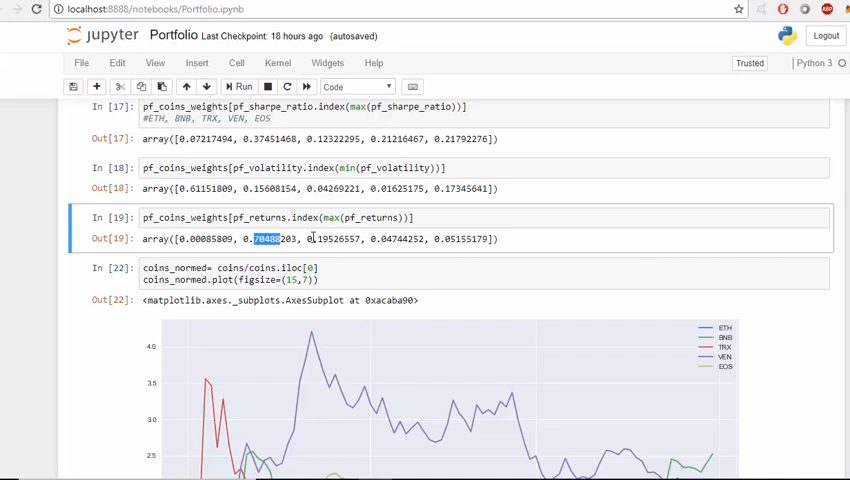 localhost:8888/notebooks/Portfolio.ipynb
jupyter Portfolio Last Checkpoint: 18 hours ago (autosaved) Logout
File Edit View Insert Cell Kernel Widgets Help Trusted Python 3
Run Code
In [17]: pf_coins_weights[pf_sharpe_ratio.index(max(pf_sharpe_ratio))]
#ETH, BNB, TRX, VEN, EOS
Out[17]: array([0.07217494, 0.37451468, 0.12322295, 0.21216467, 0.21792276])
In [18]: pf_coins_weights[pf_volatility.index(min(pf_volatility))]
Out[18]: array([0.61151809, 0.15608154, 0.04269221, 0.01625175, 0.17345641])
In [19]: pf_coins_weights[pf_returns.index(max(pf_returns))]
Out[19]: array([0.00085809, 0.70488203, 0.19526557, 0.04744252, 0.05155179])
In [22]: coins_normed= coins/coins.iloc[0]
coins_normed.plot(figsize=(15,7))
Out[22]: <matplotlib.axes._subplots.AxesSubplot at 0xacaba90>
ETH
BNB
TRX
VEN
EOS
4.0
3.5
3.0
2.5